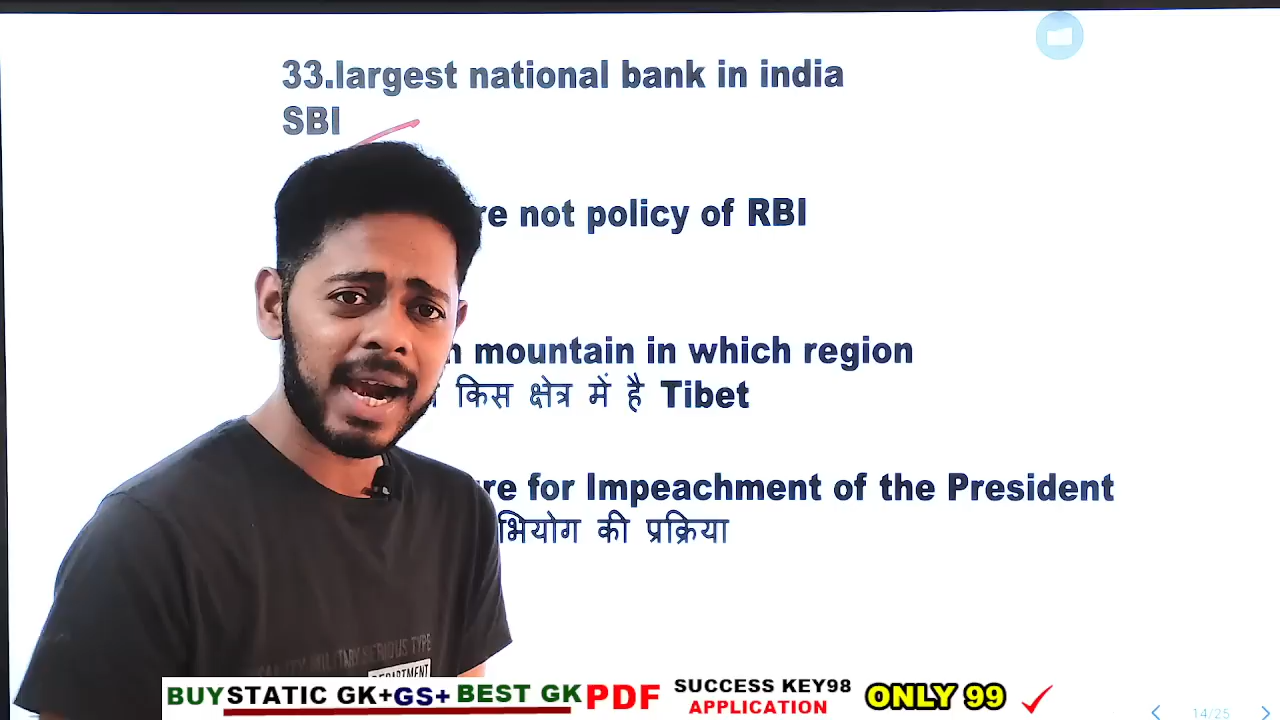 33.largest national bank in india
SBI
re not policy of RBI
mountain in which region
किस क्षेत्र में है Tibet
re for Impeachment of the President
भियोग की प्रक्रिया
DEPARTMENT
BUY STATIC GK+GS+ BEST GK PDF
SUCCESS KEY98
APPLICATION
ONLY 99
14/25